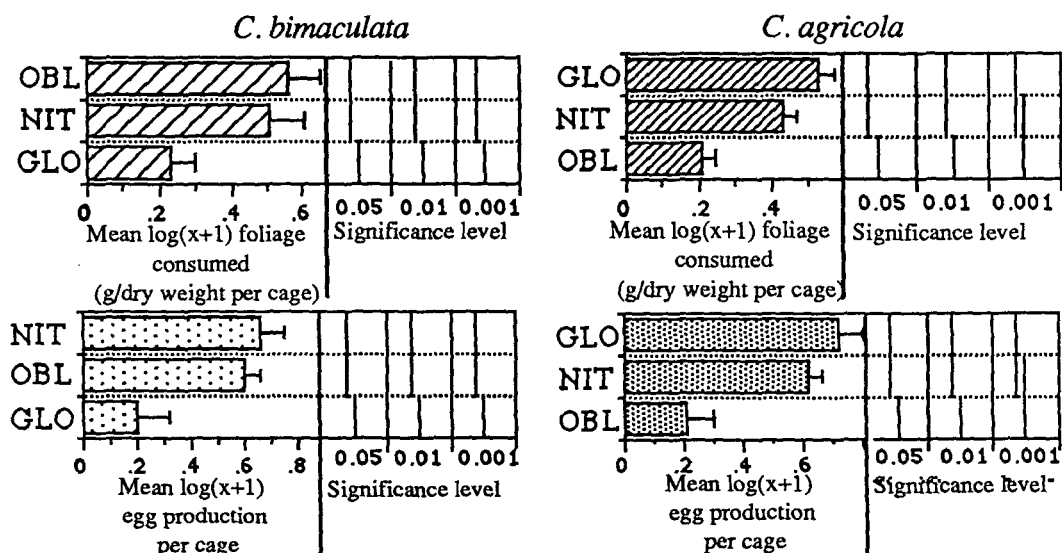 C. bimaculata
OBL
NIT
GLO
0 .2 .4 .6
0.05 0.01 0.001
Mean log(x+1) foliage
consumed
(g/dry weight per cage)
Significance level
C. agricola
GLO
NIT
OBL
0 .2 .4
0.05 0.01 0.001
Mean log(x+1) foliage
consumed
(g/dry weight per cage)
Significance level
NIT
OBL
GLO
0 .2 .4 .6 .8
0.05 0.01 0.001
Mean log(x+1)
egg production
per cage
Significance level
GLO
NIT
OBL
0 .2 .4 .6
0.05 0.01 0.001
Mean log(x+1)
egg production
per cage
Significance level